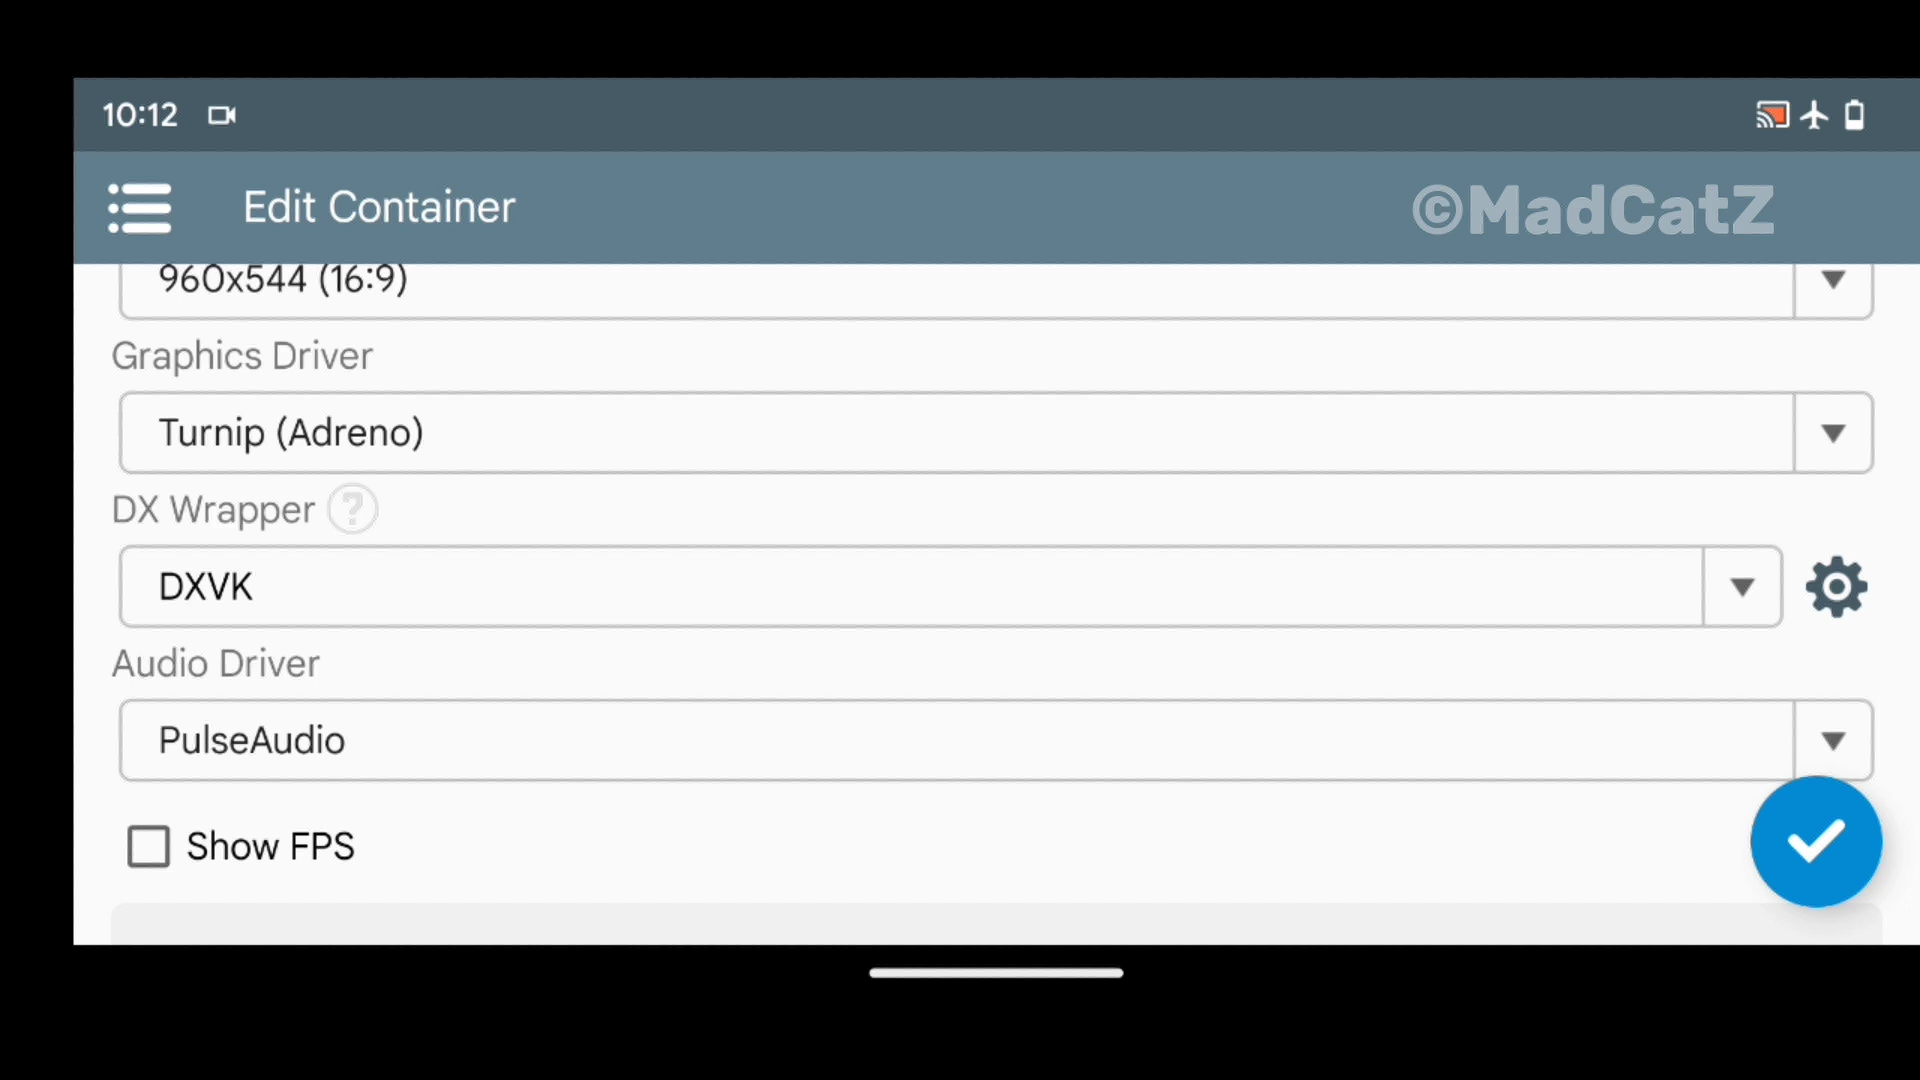 10:12
Edit Container
©MadCatZ
960x544 (16:9)
Graphics Driver
Turnip (Adreno)
DX Wrapper ?
DXVK
Audio Driver
PulseAudio
Show FPS